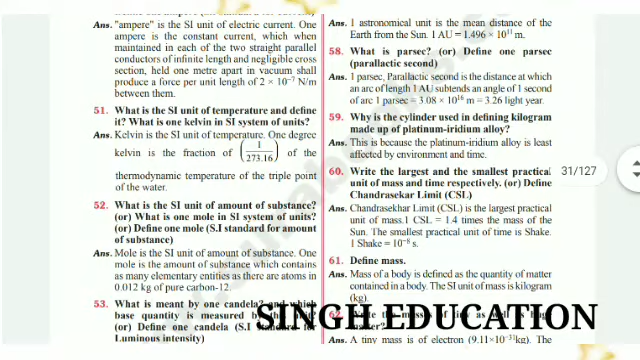 Ans. "ampere" is the SI unit of electric current. One
ampere is the constant current, which when
maintained in each of the two straight parallel
conductors of infinite length and negligible cross
section, held one metre apart in vacuum shall
produce a force per unit length of 2 × 10⁻⁷ N/m
between them.
51. What is the SI unit of temperature and define
it? What is one kelvin in SI system of units?
Ans. Kelvin is the SI unit of temperature. One degree
kelvin is the fraction of (1/273.16) of the
thermodynamic temperature of the triple point
of the water.
52. What is the SI unit of amount of substance?
(or) What is one mole in SI system of units?
(or) Define one mole (S.I standard for amount
of substance)
Ans. Mole is the SI unit of amount of substance. One
mole is the amount of substance which contains
as many elementary entities as there are atoms in
0.012 kg of pure carbon-12.
53. What is meant by one candela? and which
base quantity is measured by the unit?
(or) Define one candela (S.I standard for
Luminous intensity)
Ans. 1 astronomical unit is the mean distance of the
Earth from the Sun. 1 AU = 1.496 × 10¹¹ m.
58. What is parsec? (or) Define one parsec
(parallactic second)
Ans. 1 parsec, Parallactic second is the distance at which
an arc of length 1 AU subtends an angle of 1 second
of arc 1 parsec = 3.08 × 10¹⁶ m = 3.26 light year.
59. Why is the cylinder used in defining kilogram
made up of platinum-iridium alloy?
Ans. This is because the platinum-iridium alloy is least
affected by environment and time.
60. Write the largest and the smallest practical
unit of mass and time respectively. (or) Define
Chandrasekar Limit (CSL)
Ans. Chandrasekhar Limit (CSL) is the largest practical
unit of mass.1 CSL = 1.4 times the mass of the
Sun. The smallest practical unit of time is Shake.
1 Shake = 10⁻⁸ s.
61. Define mass.
Ans. Mass of a body is defined as the quantity of matter
contained in a body. The SI unit of mass is kilogram
(kg).
62. Write the masses of tiny as well as huge
matter?
Ans. A tiny mass is of electron (9.11×10⁻³¹kg). The
31/127
SINGH EDUCATION